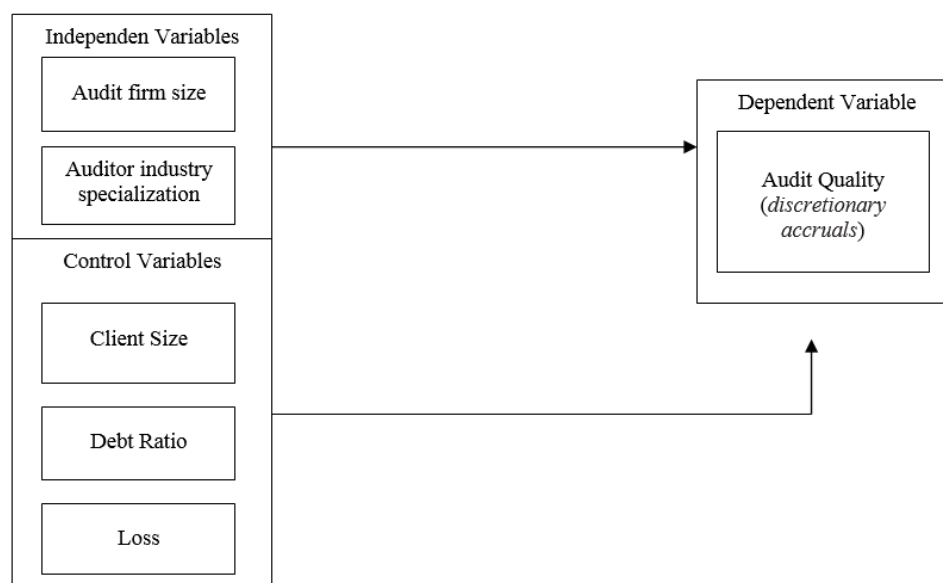 Independen Variables
Audit firm size
Auditor industry
specialization
Control Variables
Client Size
Debt Ratio
Loss
Dependent Variable
Audit Quality
(discretionary
accruals)